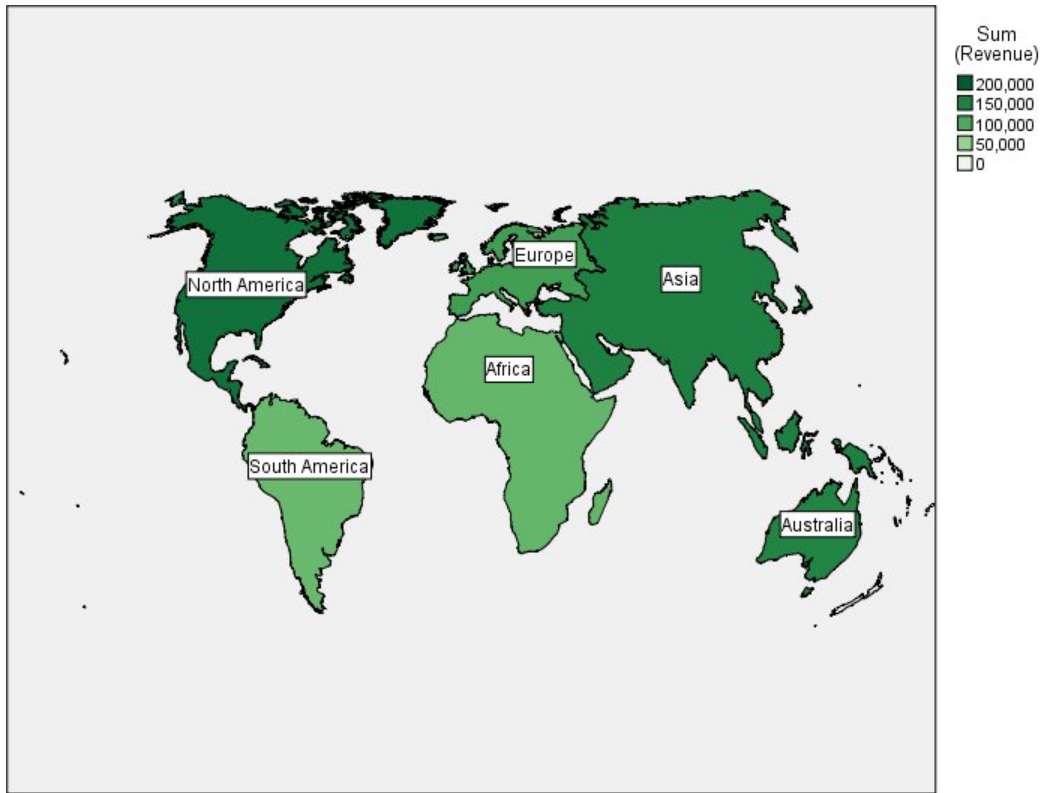 Sum
(Revenue)
200,000
150,000
100,000
50,000
0
North America
Europe
Asia
Africa
South America
Australia